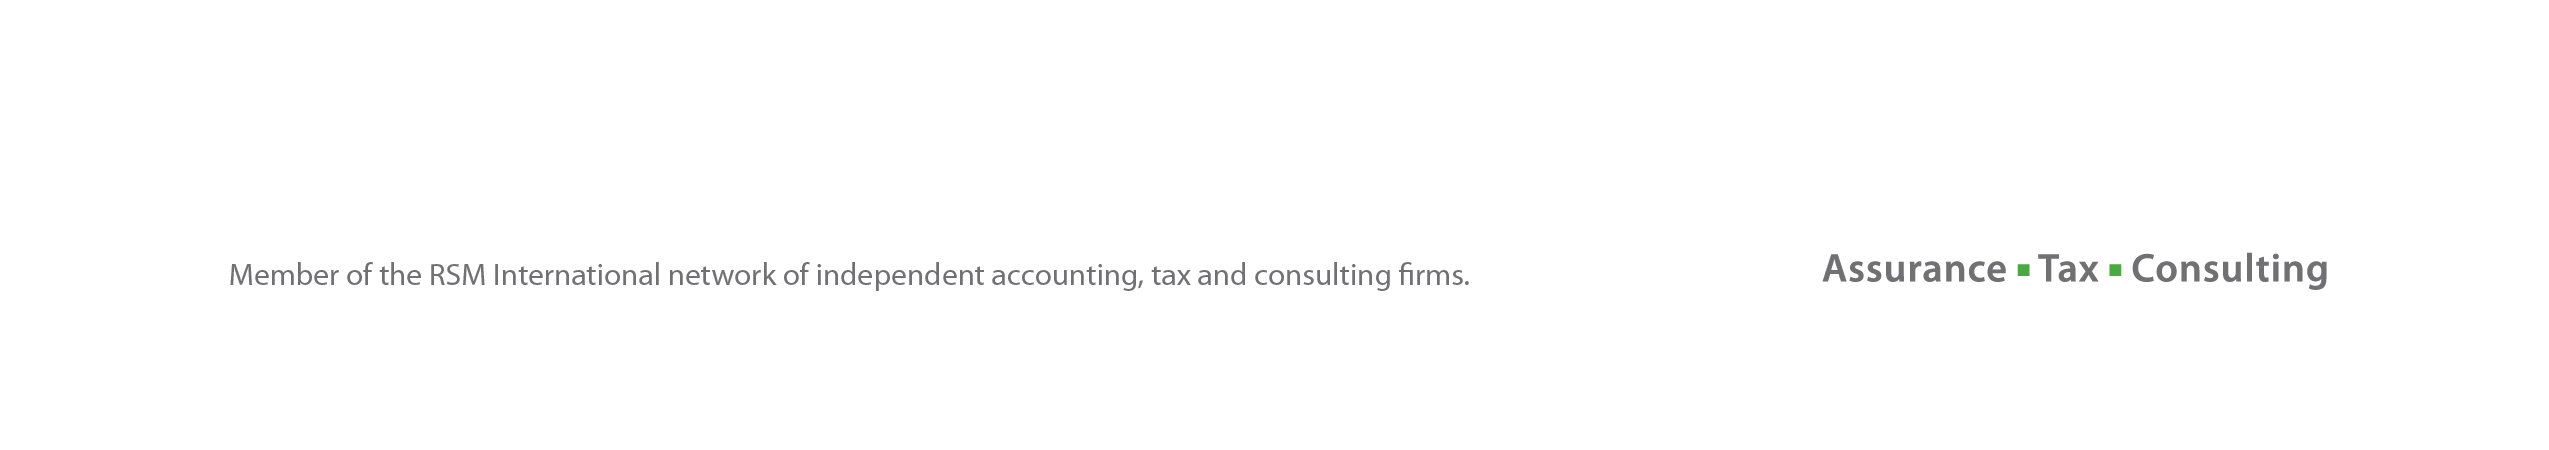 Member of the RSM International network of independent accounting, tax and consulting firms.
Assurance ▪ Tax ▪ Consulting